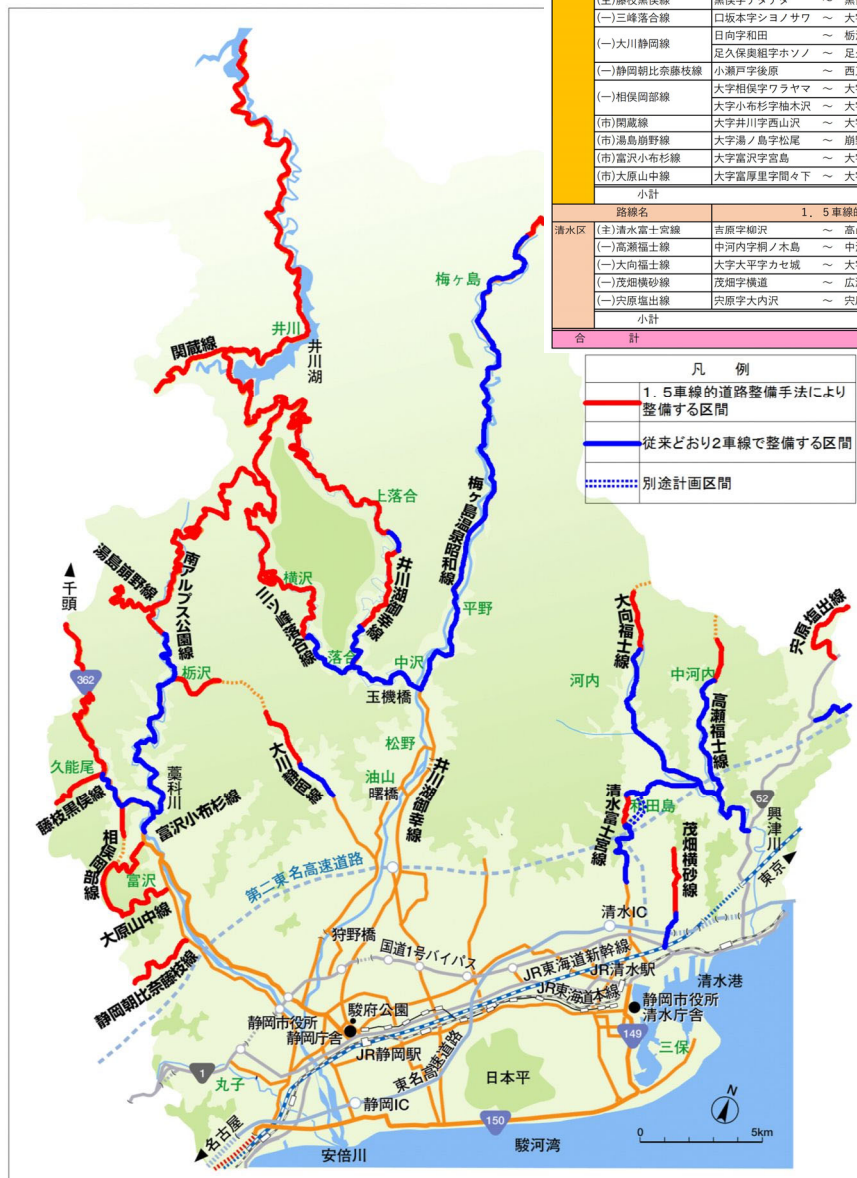 (一)三峰落合線 口坂本字シヨノサワ ～
(一)大川静岡線 日向字和田 ～
足久保奥組字ホソノ ～
(一)静岡朝比奈藤枝線 小瀬戸字後原 ～
(一)相俣岡部線 大字相俣字ワラヤマ ～
大字小布杉字柚木沢 ～
(市)閑蔵線 大字井川字西山沢 ～
(市)湯島崩野線 大字湯ノ島字松尾 ～
(市)富沢小布杉線 大字富沢字宮島 ～
(市)大原山中線 大字富厚里字間々下 ～
小計
路線名 1．5車線的
清水区 (主)清水富士宮線 吉原字柳沢 ～
(一)高瀬福士線 中河内字桐ノ木島 ～
(一)大向福士線 大字大平字カセ城 ～
(一)茂畑横砂線 茂畑字横道 ～
(一)宍原塩出線 宍原字大内沢 ～
小計
合 計
凡 例
1．5車線的道路整備手法により
整備する区間
従来どおり2車線で整備する区間
別途計画区間
梅ヶ島
井川
関蔵線
井川湖
上落合
梅ヶ島温泉昭和線
湯島崩野線
南アルプス公園線
千頭
横沢
三ツ峰落合線
井川湖御幸線
平野
大向福士線
宍原塩出線
362
栃沢
落合
中沢
河内
中河内
玉機橋
高瀬福士線
久能尾
藁科川
大川静岡線
松野
油山
曙橋
井川湖御幸線
和田島
52
興津川
藤枝黒俣線
富沢小布杉線
清水富士宮線
茂畑横砂線
相俣岡部線
富沢
第二東名高速道路
東京
大原山中線
清水IC
狩野橋
国道1号バイパス
JR東海道新幹線
JR清水駅
静岡朝比奈藤枝線
JR東海道本線
清水港
駿府公園
静岡市役所
静岡庁舎
静岡市役所
清水庁舎
149
JR静岡駅
東名高速道路
三保
1
丸子
日本平
静岡IC
N
名古屋
150
0 5km
安倍川
駿河湾